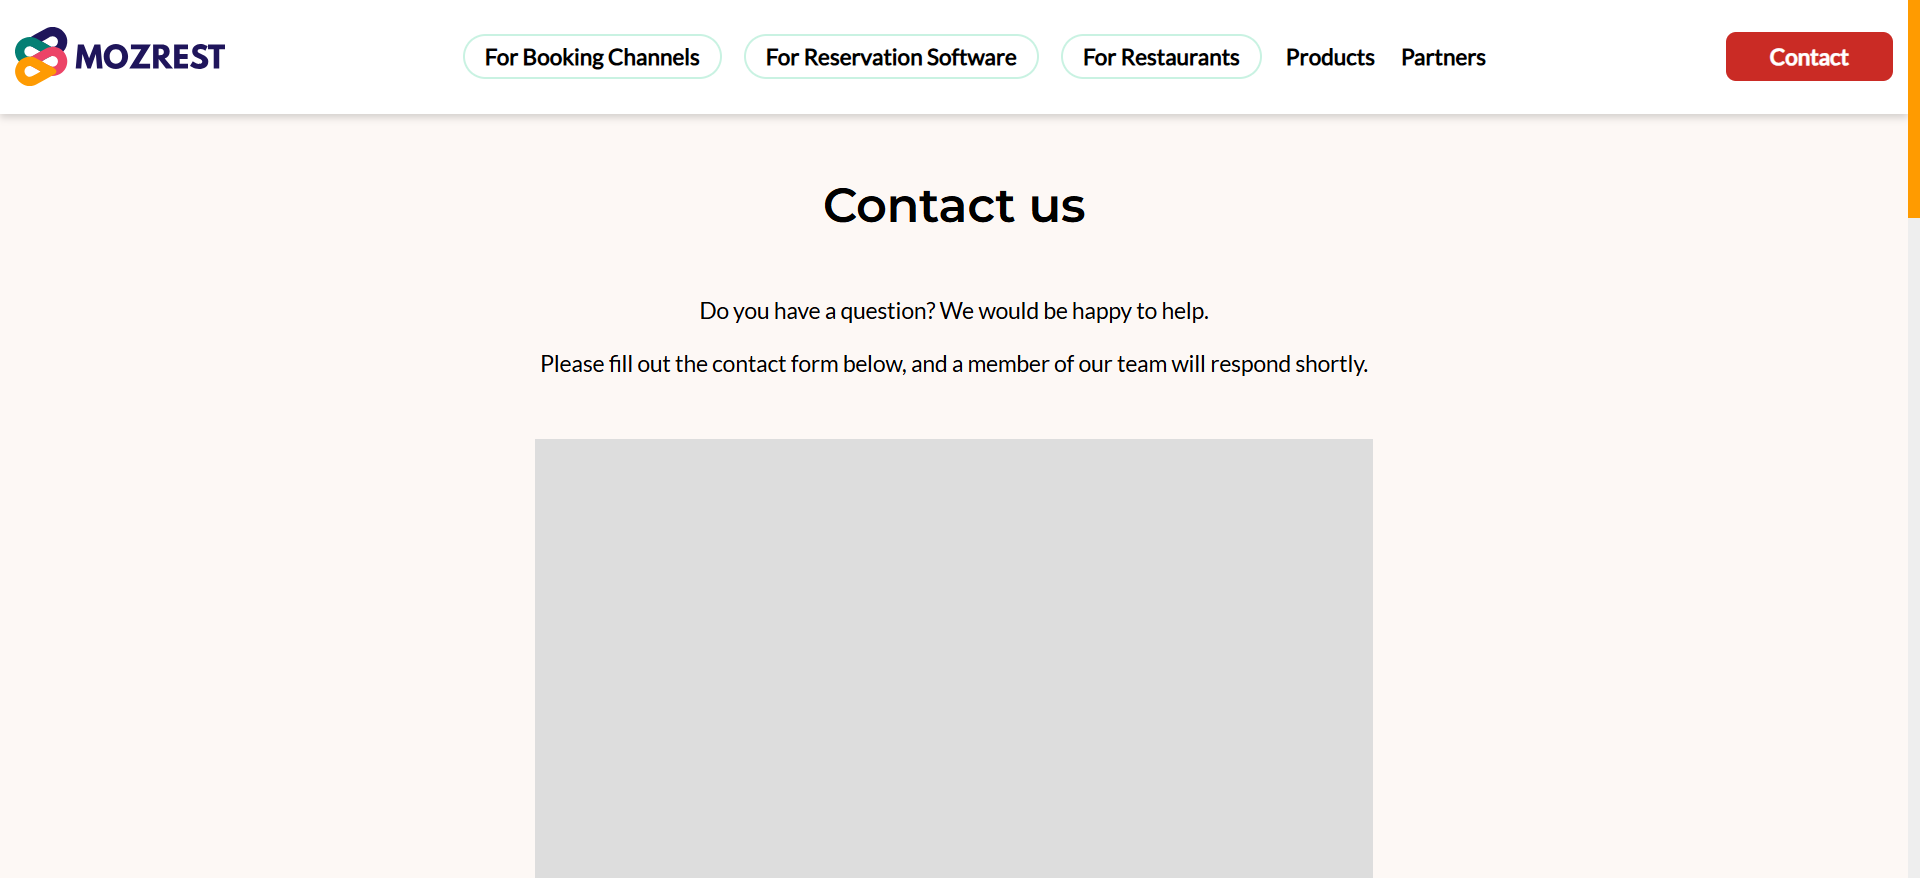 MOZREST
For Booking Channels
For Reservation Software
For Restaurants
Products
Partners
Contact
Contact us
Do you have a question? We would be happy to help.
Please fill out the contact form below, and a member of our team will respond shortly.